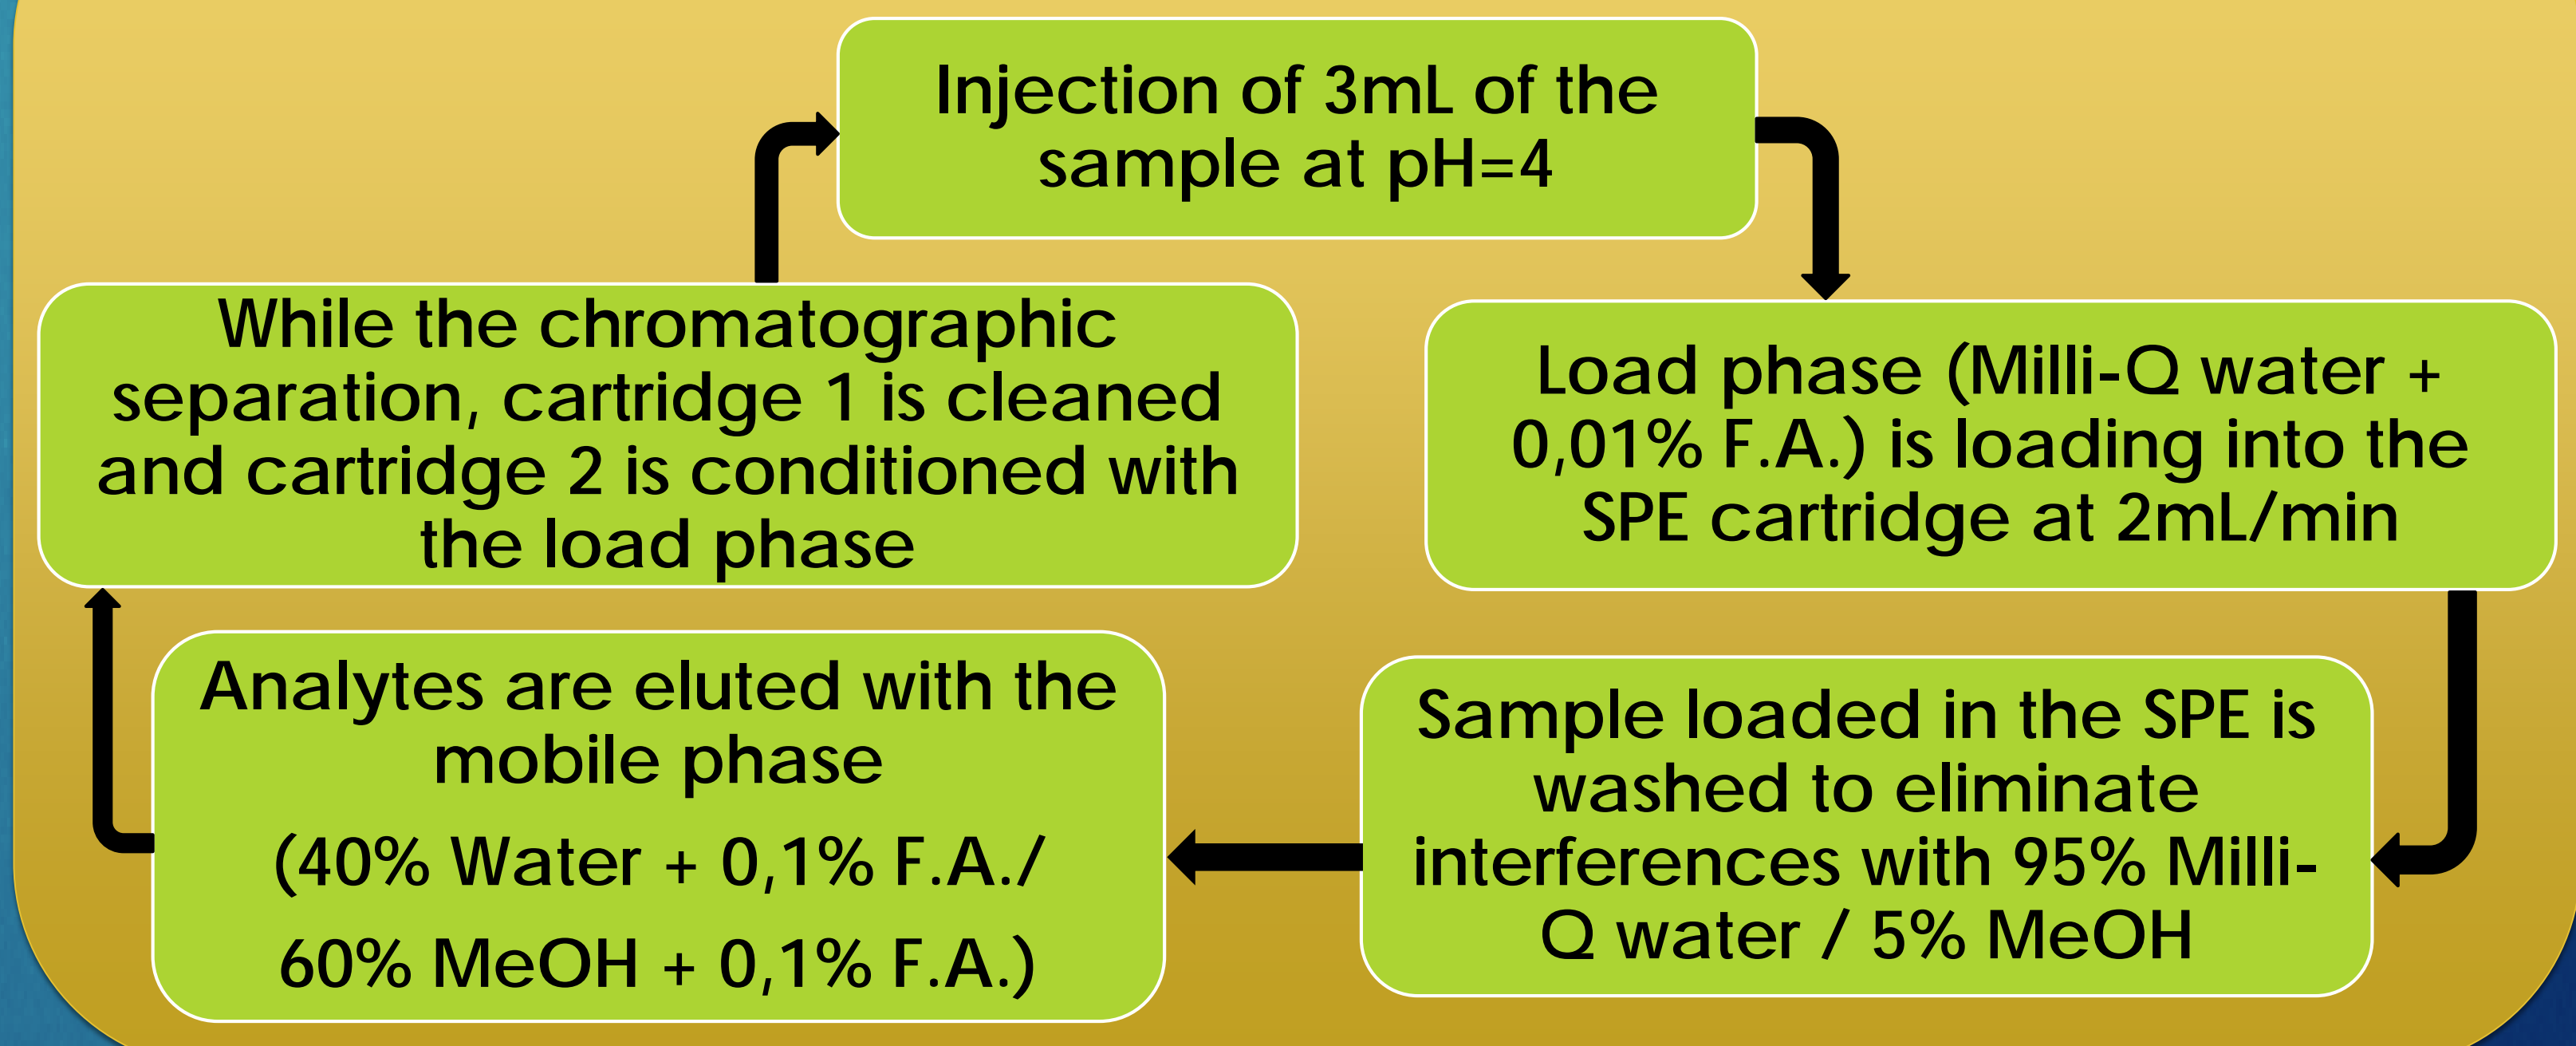 Injection of 3mL of the
sample at pH=4
Load phase (Milli-Q water +
0,01% F.A.) is loading into the
SPE cartridge at 2mL/min
Sample loaded in the SPE is
washed to eliminate
interferences with 95% Milli-
Q water / 5% MeOH
Analytes are eluted with the
mobile phase
(40% Water + 0,1% F.A./
60% MeOH + 0,1% F.A.)
While the chromatographic
separation, cartridge 1 is cleaned
and cartridge 2 is conditioned with
the load phase